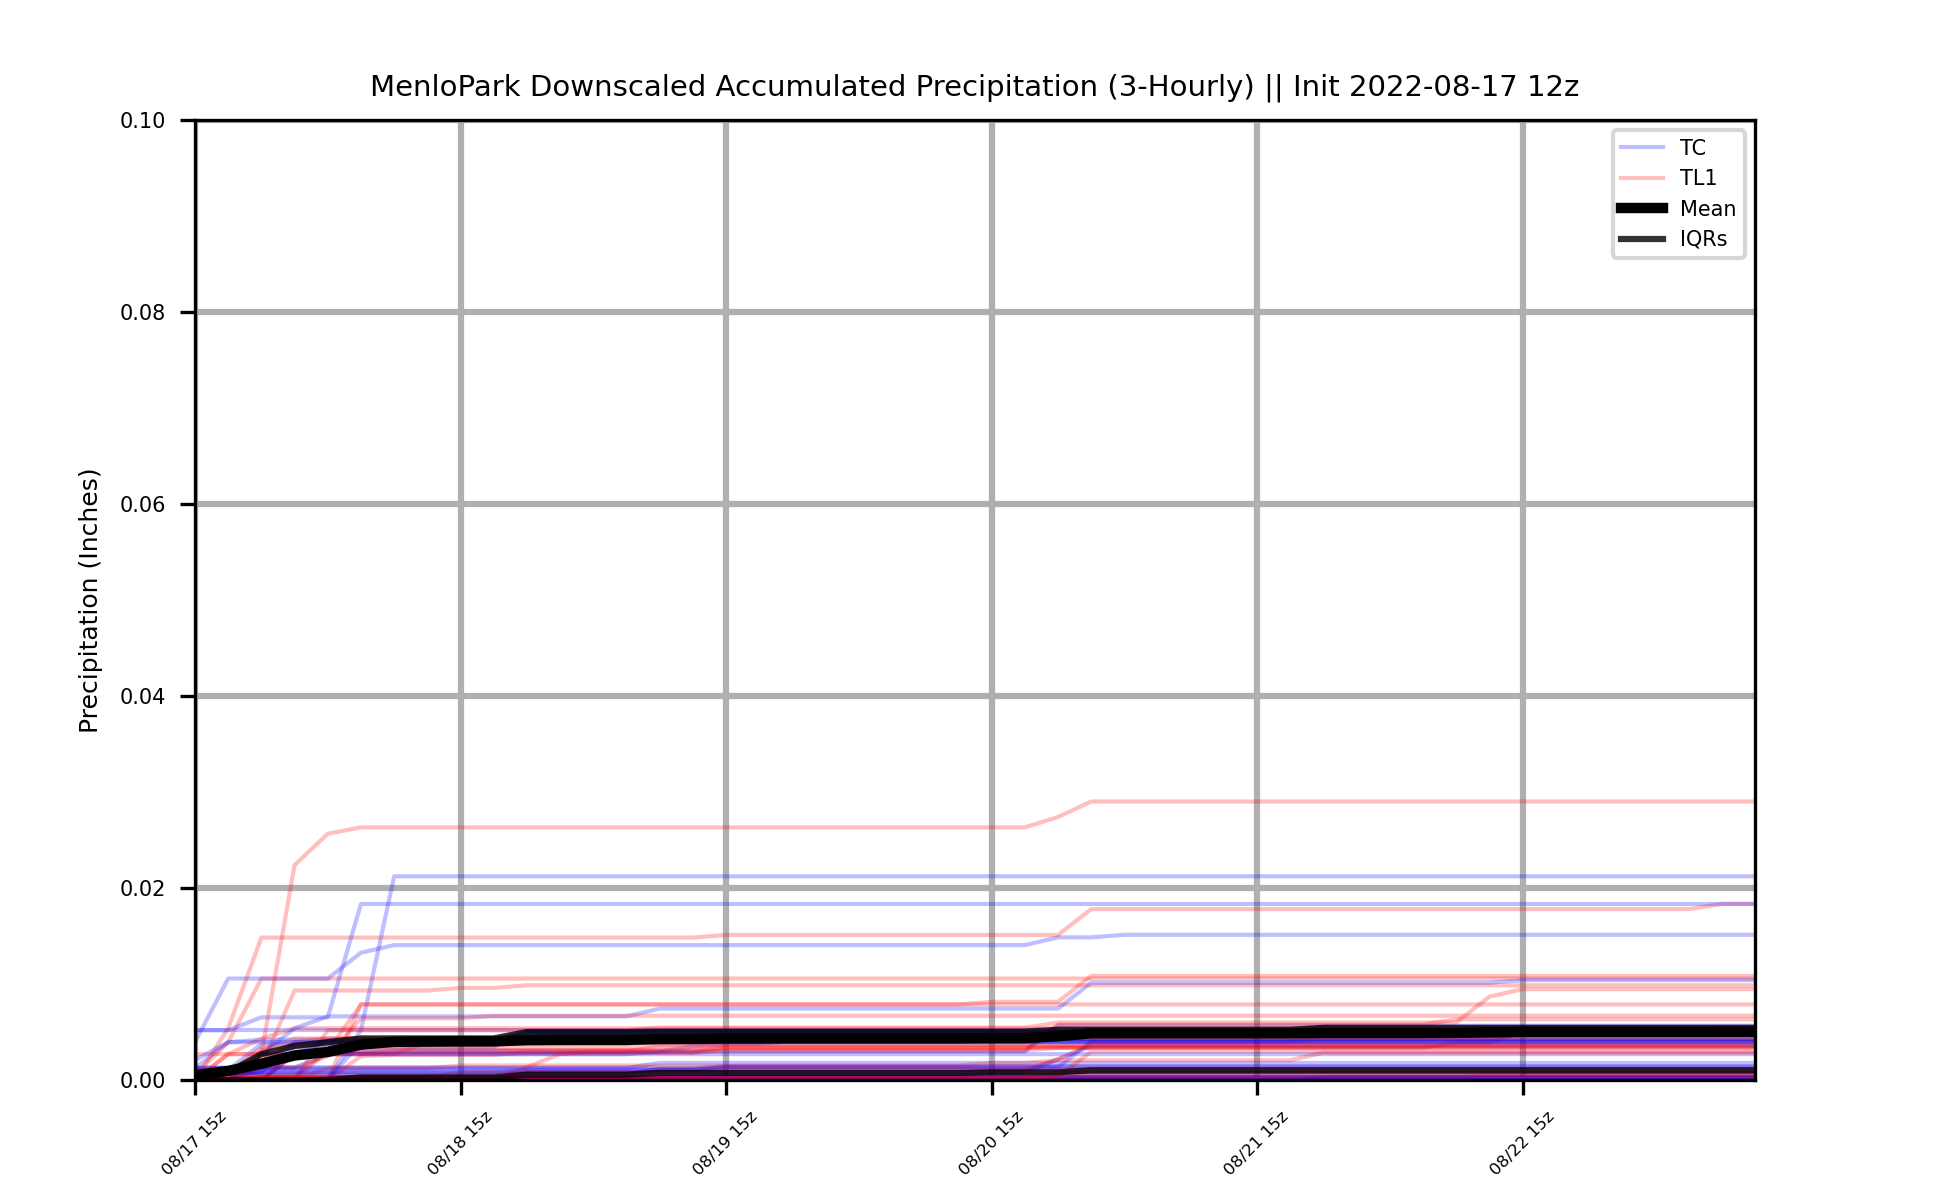 MenloPark Downscaled Accumulated Precipitation (3-Hourly) || Init 2022-08-17 12z
TC
TL1
Mean
IQRs
Precipitation (Inches)
0.10
0.08
0.06
0.04
0.02
0.00
08/17 15z
08/18 15z
08/19 15z
08/20 15z
08/21 15z
08/22 15z